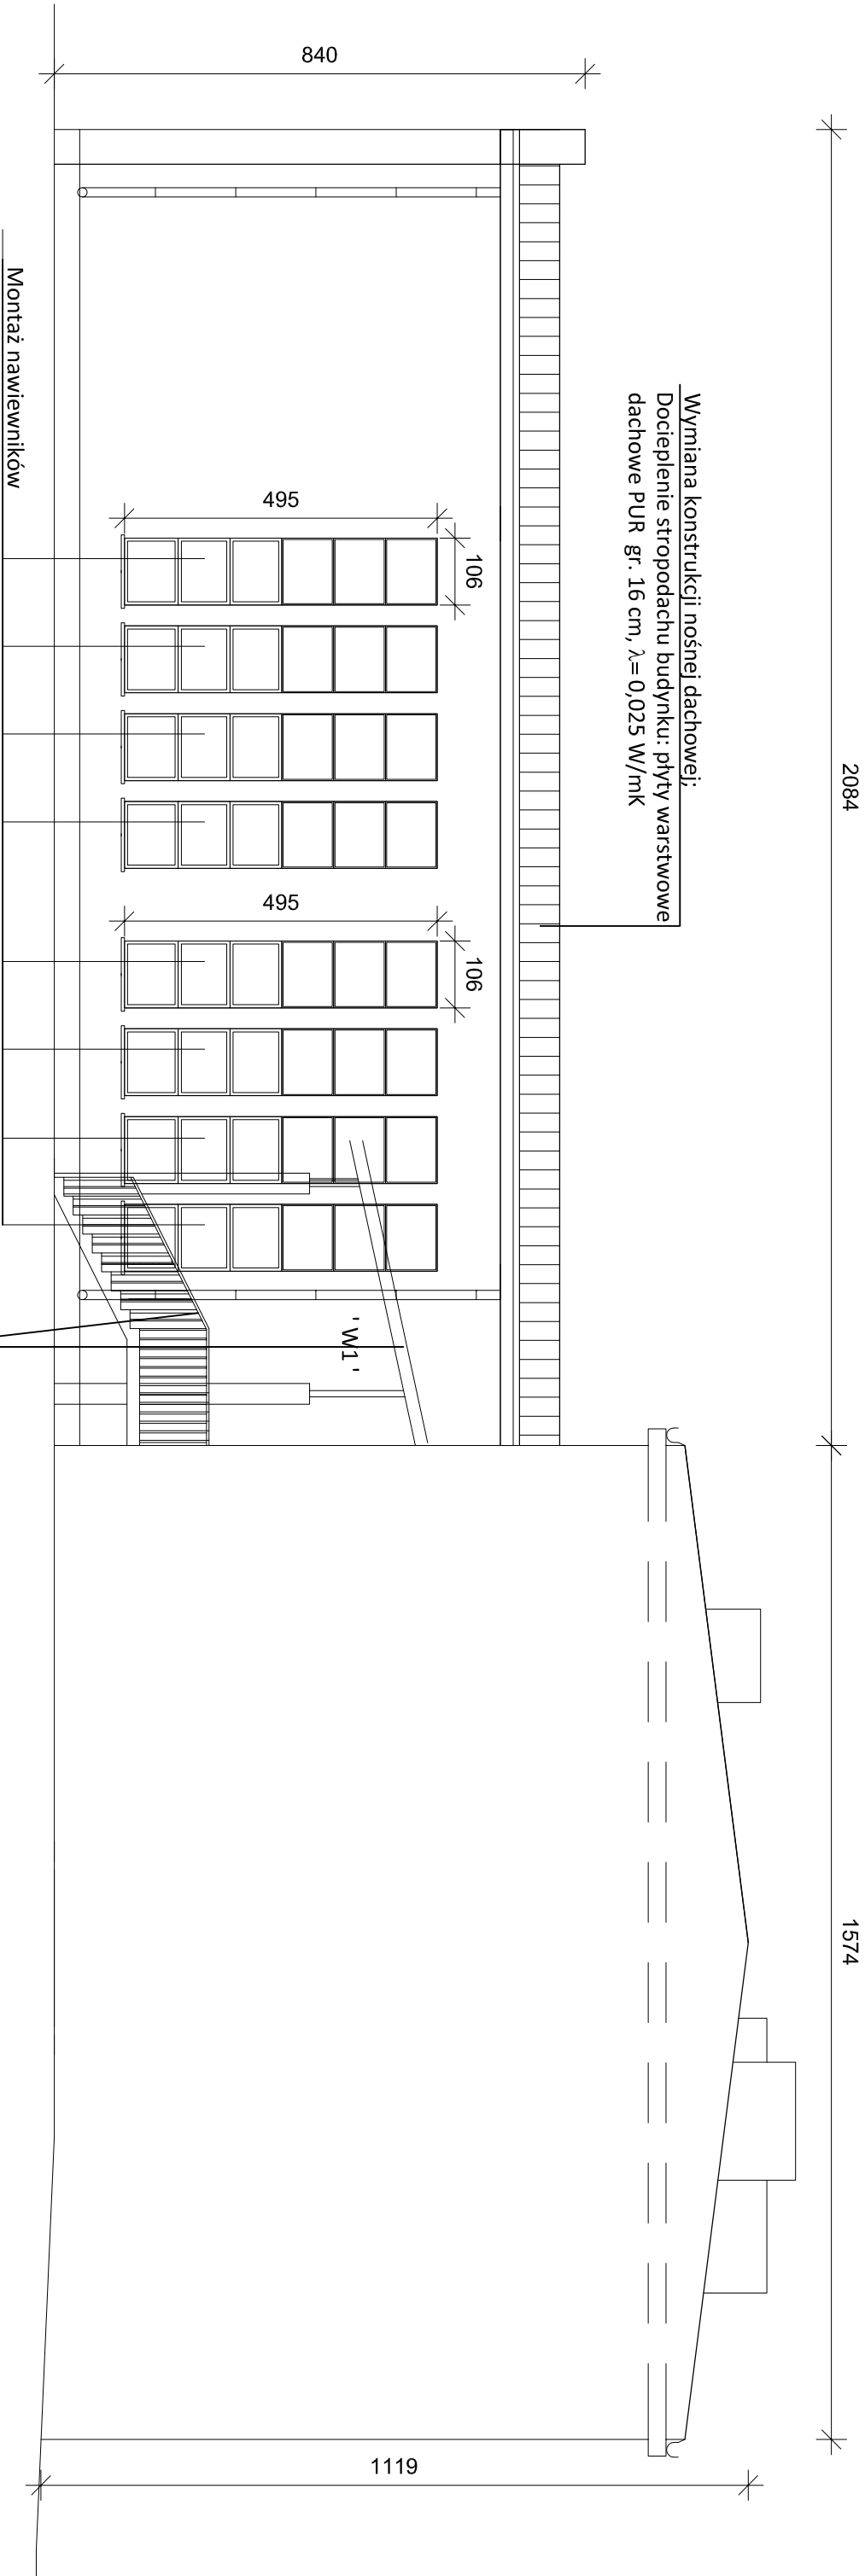 2084
1574
840
Wymiana konstrukcji nośnej dachowej;
Docieplenie stropodachu budynku: płyty warstwowe
dachowe PUR gr. 16 cm, λ= 0,025 W/mK
495
106
495
106
' W1 '
1119
Montaż nawiewników